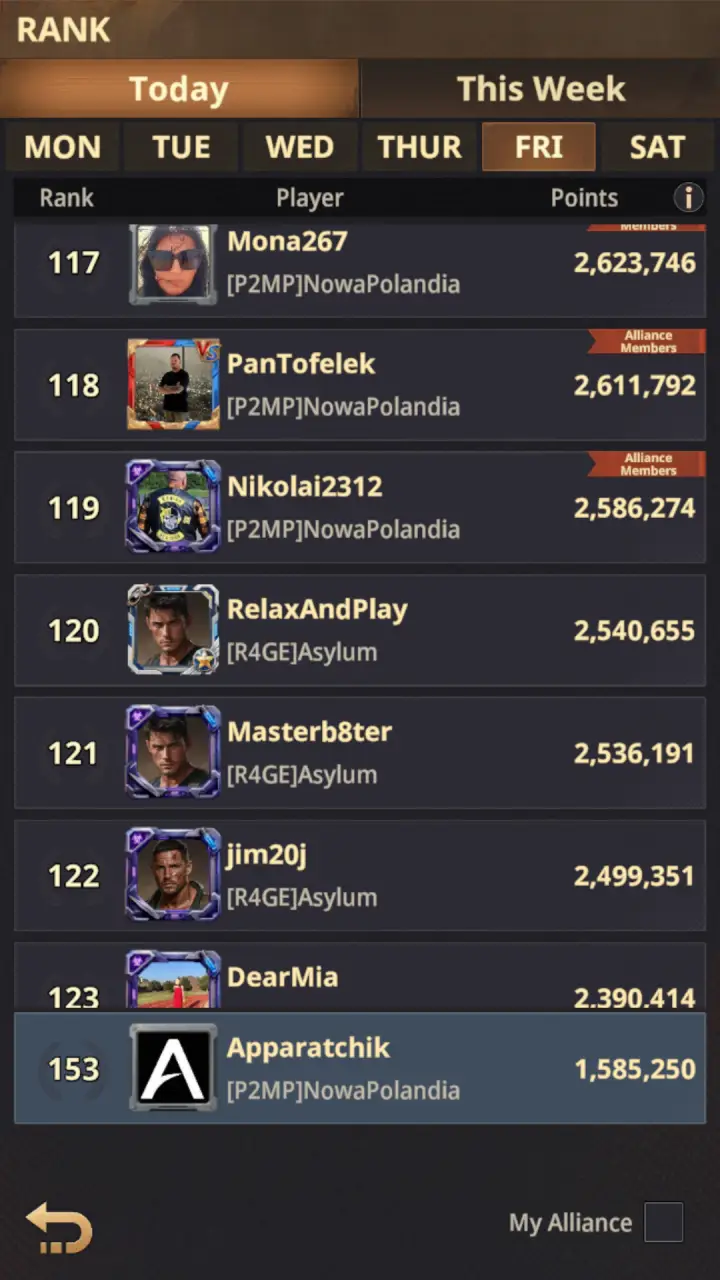 RANK
Today This Week
MON TUE WED THUR FRI SAT
Rank Player Points i
Members
117 Mona267 2,623,746
[P2MP]NowaPolandia
Alliance
Members
118 PanTofelek 2,611,792
[P2MP]NowaPolandia
Alliance
Members
119 Nikolai2312 2,586,274
[P2MP]NowaPolandia
120 RelaxAndPlay 2,540,655
[R4GE]Asylum
121 Masterb8ter 2,536,191
[R4GE]Asylum
122 jim20j 2,499,351
[R4GE]Asylum
123 DearMia 2,390,414
153 Apparatchik 1,585,250
[P2MP]NowaPolandia
My Alliance